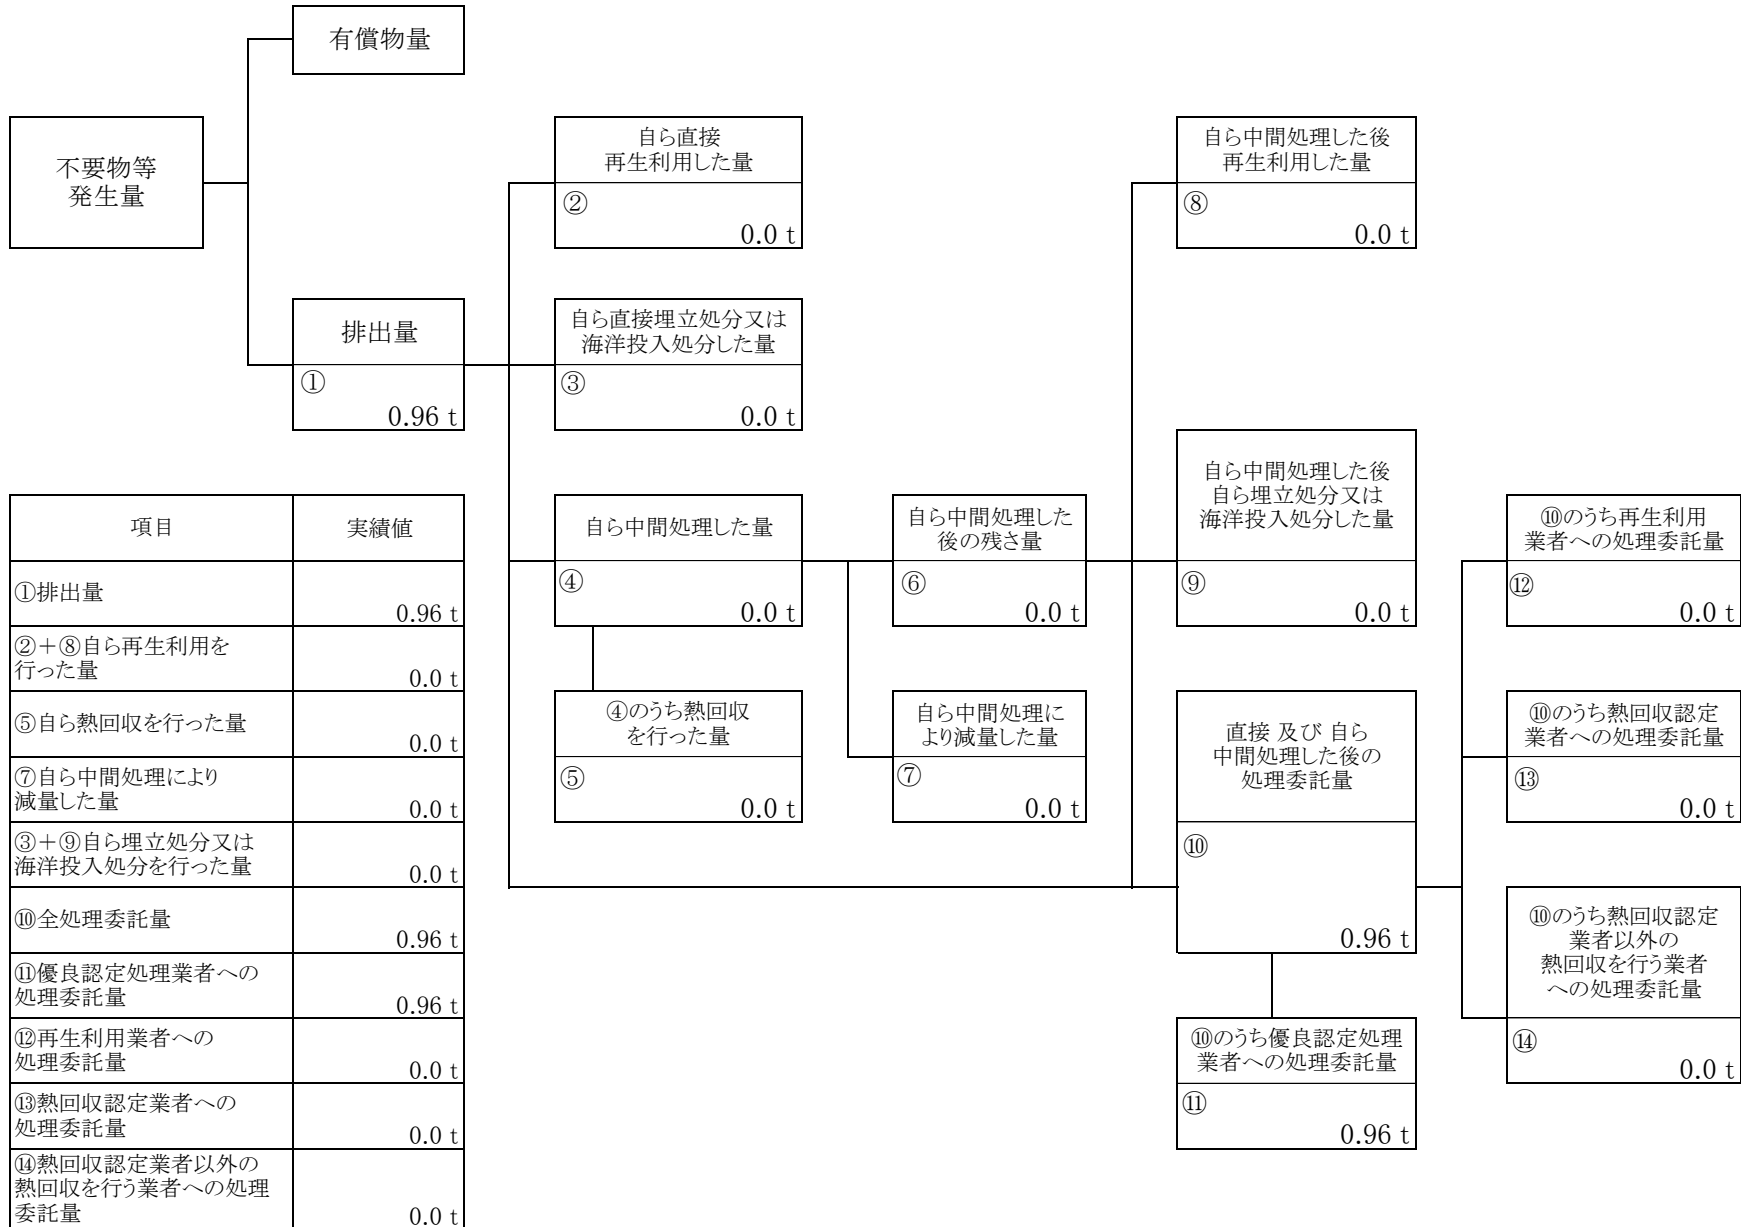 有償物量
不要物等
発生量
自ら直接
再生利用した量
②
0.0 t
自ら中間処理した後
再生利用した量
⑧
0.0 t
排出量
①
0.96 t
自ら直接埋立処分又は
海洋投入処分した量
③
0.0 t
自ら中間処理した量
④
0.0 t
自ら中間処理した
後の残さ量
⑥
0.0 t
自ら中間処理した後
自ら埋立処分又は
海洋投入処分した量
⑨
0.0 t
⑩のうち再生利用
業者への処理委託量
⑫
0.0 t
④のうち熱回収
を行った量
⑤
0.0 t
自ら中間処理に
より減量した量
⑦
0.0 t
直接 及び 自ら
中間処理した後の
処理委託量
⑩
0.96 t
⑩のうち熱回収認定
業者への処理委託量
⑬
0.0 t
⑩のうち熱回収認定
業者以外の
熱回収を行う業者
への処理委託量
⑭
0.0 t
⑩のうち優良認定処理
業者への処理委託量
⑪
0.96 t
項目 実績値
①排出量
0.96 t
②＋⑧自ら再生利用を
行った量
0.0 t
⑤自ら熱回収を行った量
0.0 t
⑦自ら中間処理により
減量した量
0.0 t
③＋⑨自ら埋立処分又は
海洋投入処分を行った量
0.0 t
⑩全処理委託量
0.96 t
⑪優良認定処理業者への
処理委託量
0.96 t
⑫再生利用業者への
処理委託量
0.0 t
⑬熱回収認定業者への
処理委託量
0.0 t
⑭熱回収認定業者以外の
熱回収を行う業者への処理
委託量
0.0 t